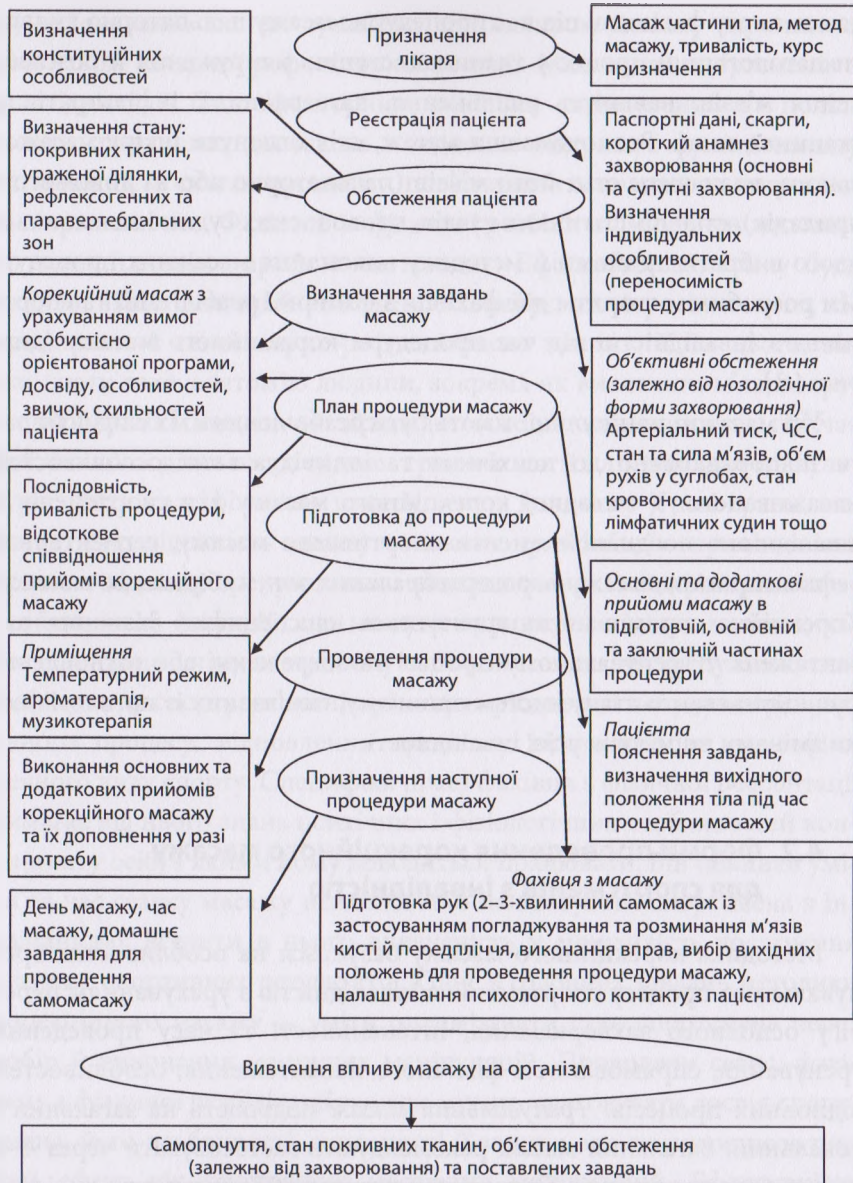 Визначення
конституційних
особливостей
Визначення стану:
покривних тканин,
ураженої ділянки,
рефлексогенних та
паравертебральних
зон
Корекційний масаж з
урахуванням вимог
особистісно
орієнтованої програми,
досвіду, особливостей,
звичок, схильностей
пацієнта
Послідовність,
тривалість процедури,
відсоткове
співвідношення
прийомів корекційного
масажу
Приміщення
Температурний режим,
ароматерапія,
музикотерапія
Виконання основних та
додаткових прийомів
корекційного масажу
та їх дозування в разі
потреби
День масажу, час
масажу, домашнє
завдання для
проведення
самомасажу
Призначення
лікаря
Реєстрація пацієнта
Обстеження пацієнта
Визначення завдань
масажу
План процедури масажу
Підготовка до процедури
масажу
Проведення процедури
масажу
Призначення наступної
процедури масажу
Масаж частини тіла, метод
масажу, тривалість, курс
призначення
Паспортні дані, скарги,
короткий анамнез
захворювання (основні
та супутні захворювання).
Визначення
індивідуальних
особливостей
(переносимість
процедури масажу)
Об’єктивні обстеження
(залежно від нозологічної
форми захворювання)
Артеріальний тиск, ЧСС,
стан та сила м’язів, об’єм
рухів у суглобах, стан
кровоносних та
лімфатичних судин тощо
Основні та додаткові
прийоми масажу в
підготовчій, основній
та заключній частинах
процедури
Пацієнта
Пояснення завдань,
визначення вихідного
положення тіла під час
процедури масажу
Фахівця з масажу
Підготовка рук (2–3-хвилинний самомасаж із
застосуванням погладжування та розминання м’язів
кистей і передпліч, розтирання суглобів, вибір вихідних
положень для проведення процедури масажу,
налаштування психологічного контакту з пацієнтом)
Вивчення впливу масажу на організм
Самопочуття, стан покривних тканин, об’єктивні обстеження
(залежно від захворювання) та поставлених завдань